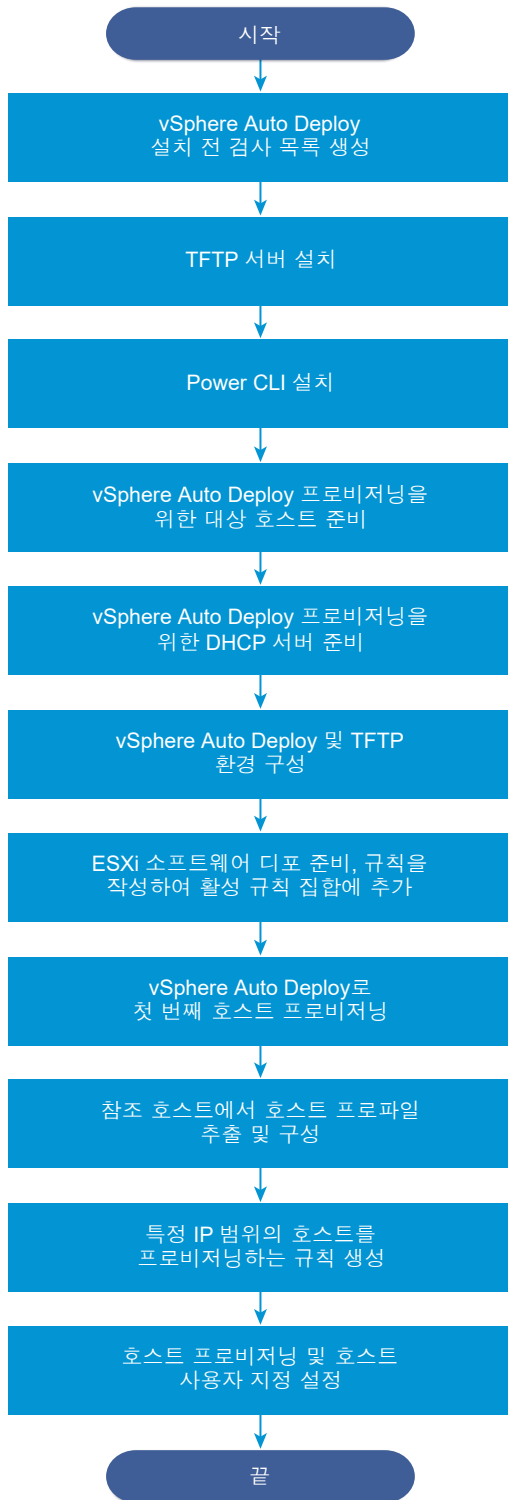 시작
vSphere Auto Deploy
설치 전 검사 목록 생성
TFTP 서버 설치
Power CLI 설치
vSphere Auto Deploy 프로비저닝을
위한 대상 호스트 준비
vSphere Auto Deploy 프로비저닝을
위한 DHCP 서버 준비
vSphere Auto Deploy 및 TFTP
환경 구성
ESXi 소프트웨어 디포 준비, 규칙을
작성하여 활성 규칙 집합에 추가
vSphere Auto Deploy로
첫 번째 호스트 프로비저닝
참조 호스트에서 호스트 프로파일
추출 및 구성
특정 IP 범위의 호스트를
프로비저닝하는 규칙 생성
호스트 프로비저닝 및 호스트
사용자 지정 설정
끝